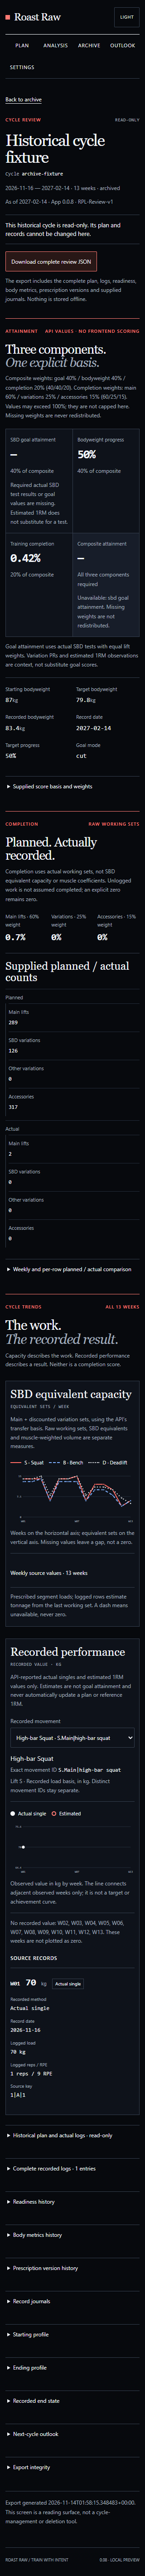 Roast Raw
LIGHT
PLAN ANALYSIS ARCHIVE OUTLOOK
SETTINGS
Back to archive
CYCLE REVIEW READ-ONLY
Historical cycle
fixture
Cycle archive-fixture
2026-11-16 — 2027-02-14 · 13 weeks · archived
As of 2027-02-14 · App 0.0.8 · RPL-Review-v1
This historical cycle is read-only. Its plan and
records cannot be changed here.
Download complete review JSON
The export includes the complete plan, logs, readiness,
body metrics, prescription versions and supplied
journals. Nothing is stored offline.
ATTAINMENT API VALUES · NO FRONTEND SCORING
Three components.
One explicit basis.
Composite weights: goal 40% / bodyweight 40% /
completion 20% (40/40/20). Completion weights: main
60% / variations 25% / accessories 15% (60/25/15).
Values may exceed 100%; they are not capped here.
Missing weights are never redistributed.
SBD goal attainment
—
40% of composite
Required actual SBD
test results or goal
values are missing.
Estimated 1RM does
not substitute for a test.
Bodyweight progress
50%
40% of composite
Training completion
0.42%
20% of composite
Composite attainment
—
All three components
required
Unavailable: sbd goal
attainment. Missing
weights are not
redistributed.
Goal attainment uses actual SBD tests with equal lift
weights. Variation PRs and estimated 1RM observations
are context, not substitute goal scores.
Starting bodyweight
87kg
Target bodyweight
79.8kg
Recorded bodyweight
83.4kg
Record date
2027-02-14
Target progress
50%
Goal mode
cut
▶ Supplied score basis and weights
COMPLETION RAW WORKING SETS
Planned. Actually
recorded.
Completion uses actual working sets, not SBD
equivalent capacity or muscle coefficients. Unlogged
work is not assumed completed; an explicit zero
remains zero.
Main lifts · 60%
weight
0.7%
Variations · 25%
weight
0%
Accessories · 15%
weight
0%
Supplied planned / actual
counts
Planned
Main lifts
289
SBD variations
126
Other variations
0
Accessories
317
Actual
Main lifts
2
SBD variations
0
Other variations
0
Accessories
0
▶ Weekly and per-row planned / actual comparison
CYCLE TRENDS ALL 13 WEEKS
The work.
The recorded result.
Capacity describes the work. Recorded performance
describes a result. Neither is a completion score.
SBD equivalent capacity
EQUIVALENT SETS / WEEK
Main + discounted variation sets, using the API's
transfer basis. Raw working sets, SBD equivalents
and muscle-weighted volume are separate
measures.
S · Squat B · Bench D · Deadlift
Weeks on the horizontal axis; equivalent sets on the
vertical axis. Missing values leave a gap, not a zero.
Weekly source values · 13 weeks
Prescribed segment loads; logged rows estimate
tonnage from the last working set. A dash means
unavailable, never zero.
Recorded performance
RECORDED VALUE · KG
API-reported actual singles and estimated 1RM
values only. Estimates are not goal attainment and
do not automatically update a plan or reference
1RM.
Recorded movement
High-bar Squat · S.Main|high-bar squat
High-bar Squat
Exact movement ID S.Main|high-bar squat
Lift S · Recorded load basis, in kg. Distinct
movement IDs stay separate.
Actual single Estimated
Observed value in kg by week. The line connects
adjacent observed weeks only; it is not a target or
achievement curve.
No recorded value: W02, W03, W04, W05, W06,
W07, W08, W09, W10, W11, W12, W13. These
weeks are not plotted as zero.
SOURCE RECORDS
W01 70 kg Actual single
Recorded method
Actual single
Record date
2026-11-16
Logged load
70 kg
Logged reps / RPE
1 reps / 9 RPE
Source key
1|A|1
▶ Historical plan and actual logs · read-only
▶ Complete recorded logs · 1 entries
▶ Readiness history
▶ Body metrics history
▶ Prescription version history
▶ Record journals
▶ Starting profile
▶ Ending profile
▶ Recorded end state
▶ Next-cycle outlook
▶ Export integrity
Export generated 2026-11-14T01:58:15.348483+00:00.
This screen is a reading surface, not a cycle-
management or deletion tool.
ROAST RAW / TRAIN WITH INTENT